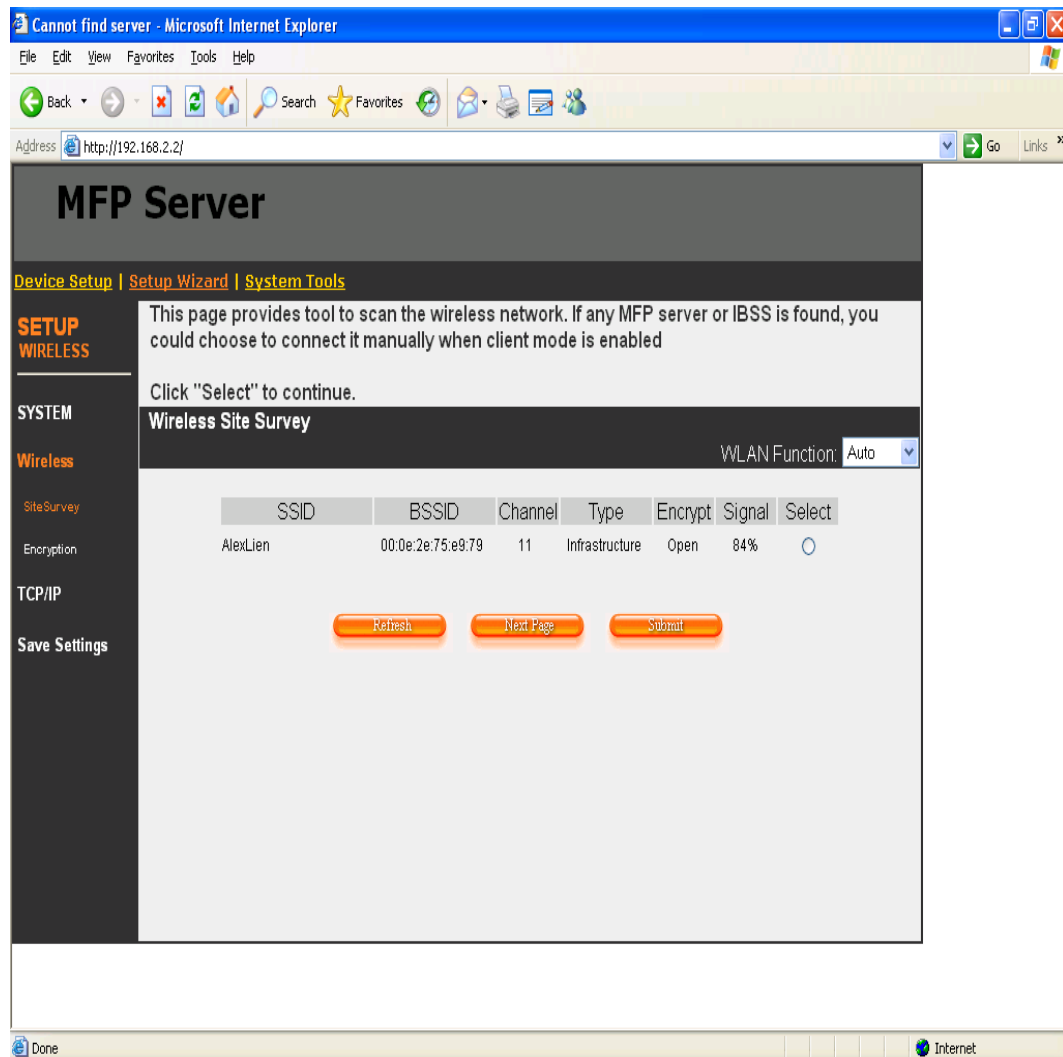 Cannot find server - Microsoft Internet Explorer
File Edit View Favorites Tools Help
Back Search Favorites
Address http://192.168.2.2/ Go Links »
MFP Server
Device Setup | Setup Wizard | System Tools
SETUP
WIRELESS
SYSTEM
Wireless
SiteSurvey
Encryption
TCP/IP
Save Settings
This page provides tool to scan the wireless network. If any MFP server or IBSS is found, you
could choose to connect it manually when client mode is enabled
Click "Select" to continue.
Wireless Site Survey
WLAN Function: Auto
SSID BSSID Channel Type Encrypt Signal Select
AlexLien 00:0e:2e:75:e9:79 11 Infrastructure Open 84%
Refresh Next Page Submit
Done Internet